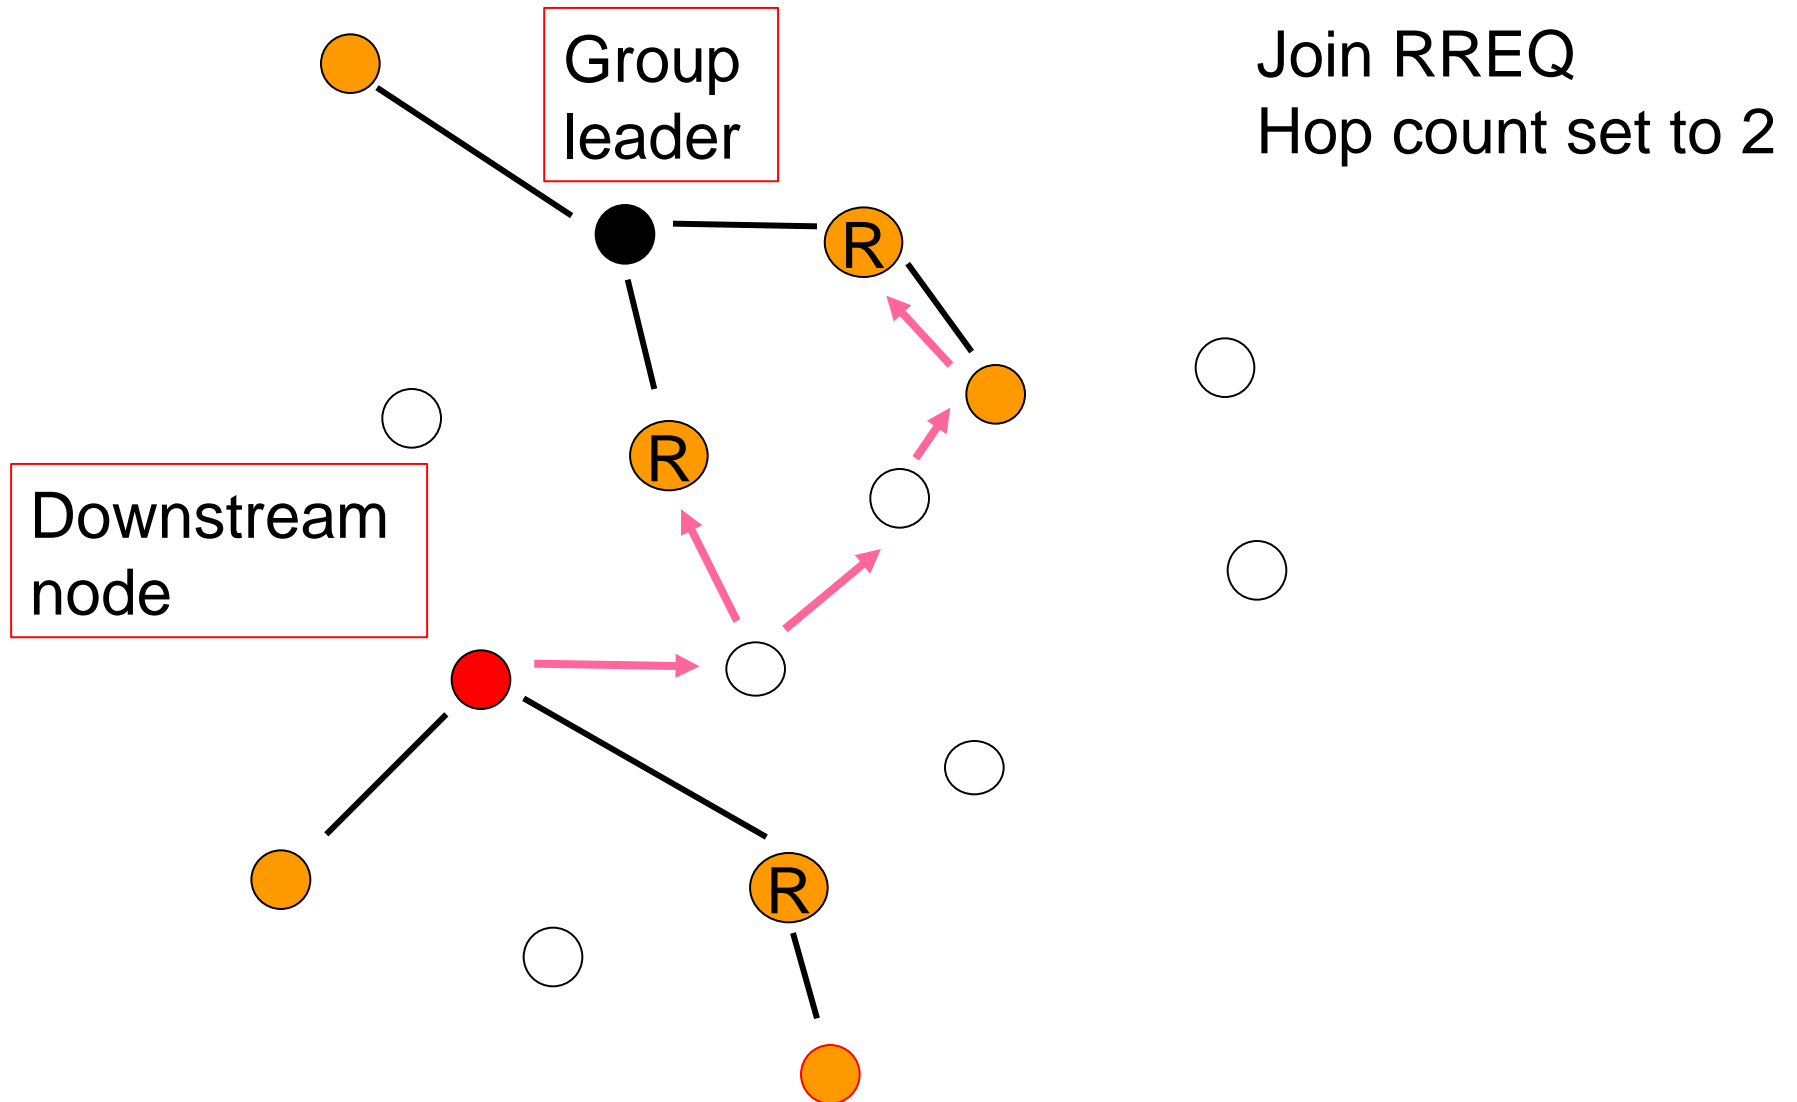 Group
leader
Join RREQ
Hop count set to 2
R
R
Downstream
node
R